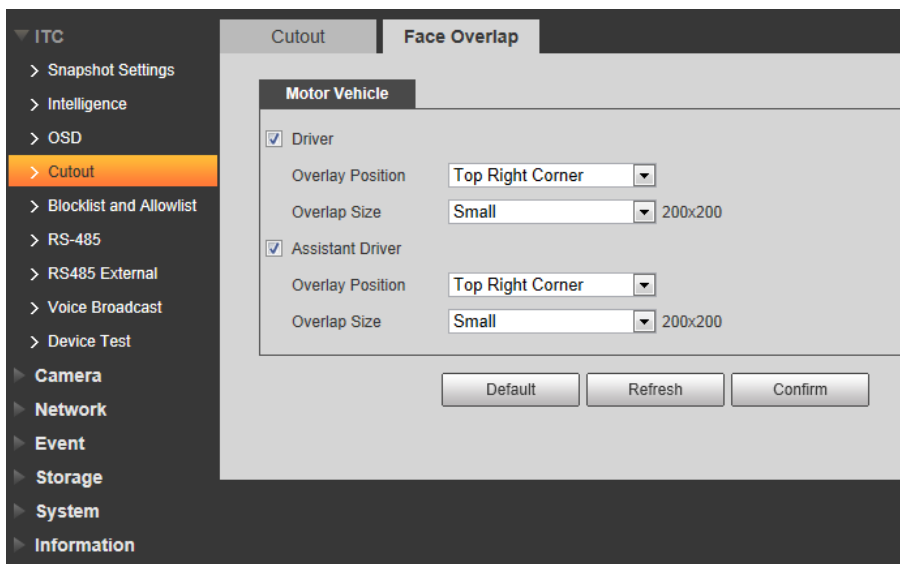 ITC
Snapshot Settings
Intelligence
OSD
Cutout
Blocklist and Allowlist
RS-485
RS485 External
Voice Broadcast
Device Test
Camera
Network
Event
Storage
System
Information
Cutout
Face Overlap
Motor Vehicle
Driver
Overlay Position Top Right Corner
Overlap Size Small 200x200
Assistant Driver
Overlay Position Top Right Corner
Overlap Size Small 200x200
Default Refresh Confirm